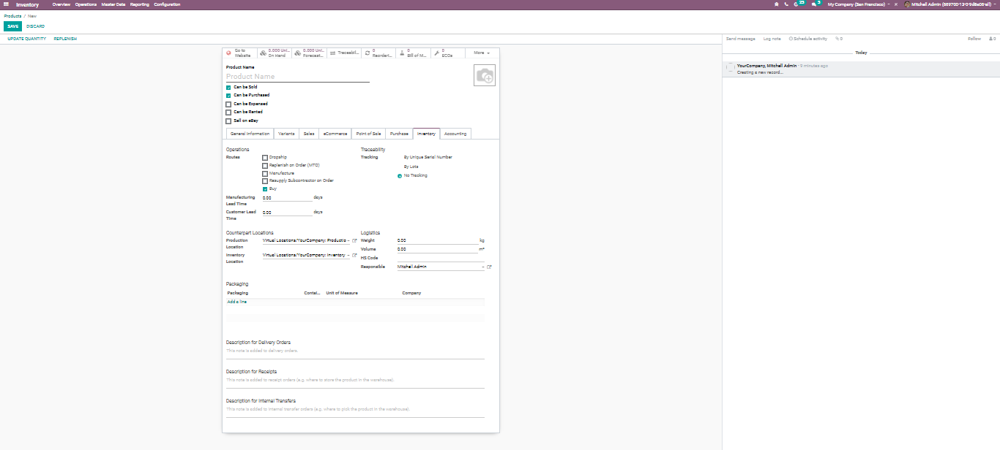 Inventory Overview Operations Master Data Reporting Configuration 23 3 My Company (San Francisco) Mitchell Admin
Products / New
SAVE DISCARD
UPDATE QUANTITY REPLENISH
Send message Log note Schedule activity 0 Follow 0
Go to Website
0.000 Uni... On Hand
0.000 Uni... Forecast...
Traceabil...
0 Reorderi...
0 Bill of M...
0 ECOs
More
Today
YourCompany, Mitchell Admin - 9 minutes ago
Creating a new record...
Product Name
Product Name
Can be Sold
Can be Purchased
Can be Expensed
Can be Rented
Sell on eBay
General Information Variants Sales eCommerce Point of Sale Purchase Inventory Accounting
Operations
Routes
Dropship
Replenish on Order (MTO)
Manufacture
Resupply Subcontractor on Order
Buy
Manufacturing Lead Time 0.00 days
Customer Lead Time 0.00 days
Traceability
Tracking
By Unique Serial Number
By Lots
No Tracking
Counterpart Locations
Production Location Virtual Locations/YourCompany: Productio
Inventory Location Virtual Locations/YourCompany: Inventory
Logistics
Weight 0.00 kg
Volume 0.00 m³
HS Code
Responsible Mitchell Admin
Packaging
Packaging Contai... Unit of Measure Company
Add a line
Description for Delivery Orders
This note is added to delivery orders.
Description for Receipts
This note is added to receipt orders (e.g. where to store the product in the warehouse).
Description for Internal Transfers
This note is added to internal transfer orders (e.g. where to pick the product in the warehouse).